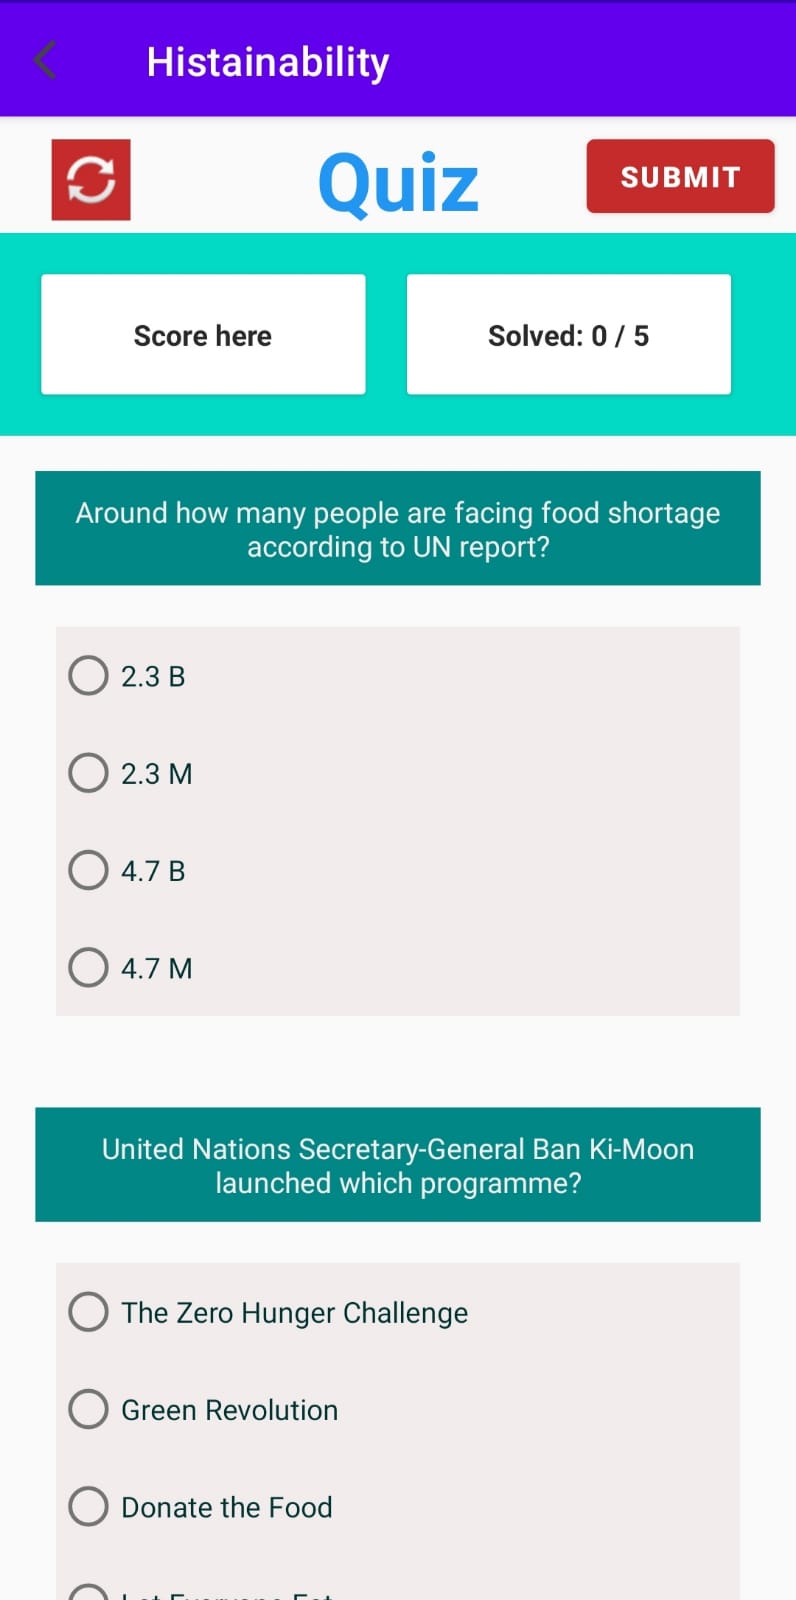 Histainability
Quiz
SUBMIT
Score here
Solved: 0 / 5
Around how many people are facing food shortage
according to UN report?
2.3 B
2.3 M
4.7 B
4.7 M
United Nations Secretary-General Ban Ki-Moon
launched which programme?
The Zero Hunger Challenge
Green Revolution
Donate the Food